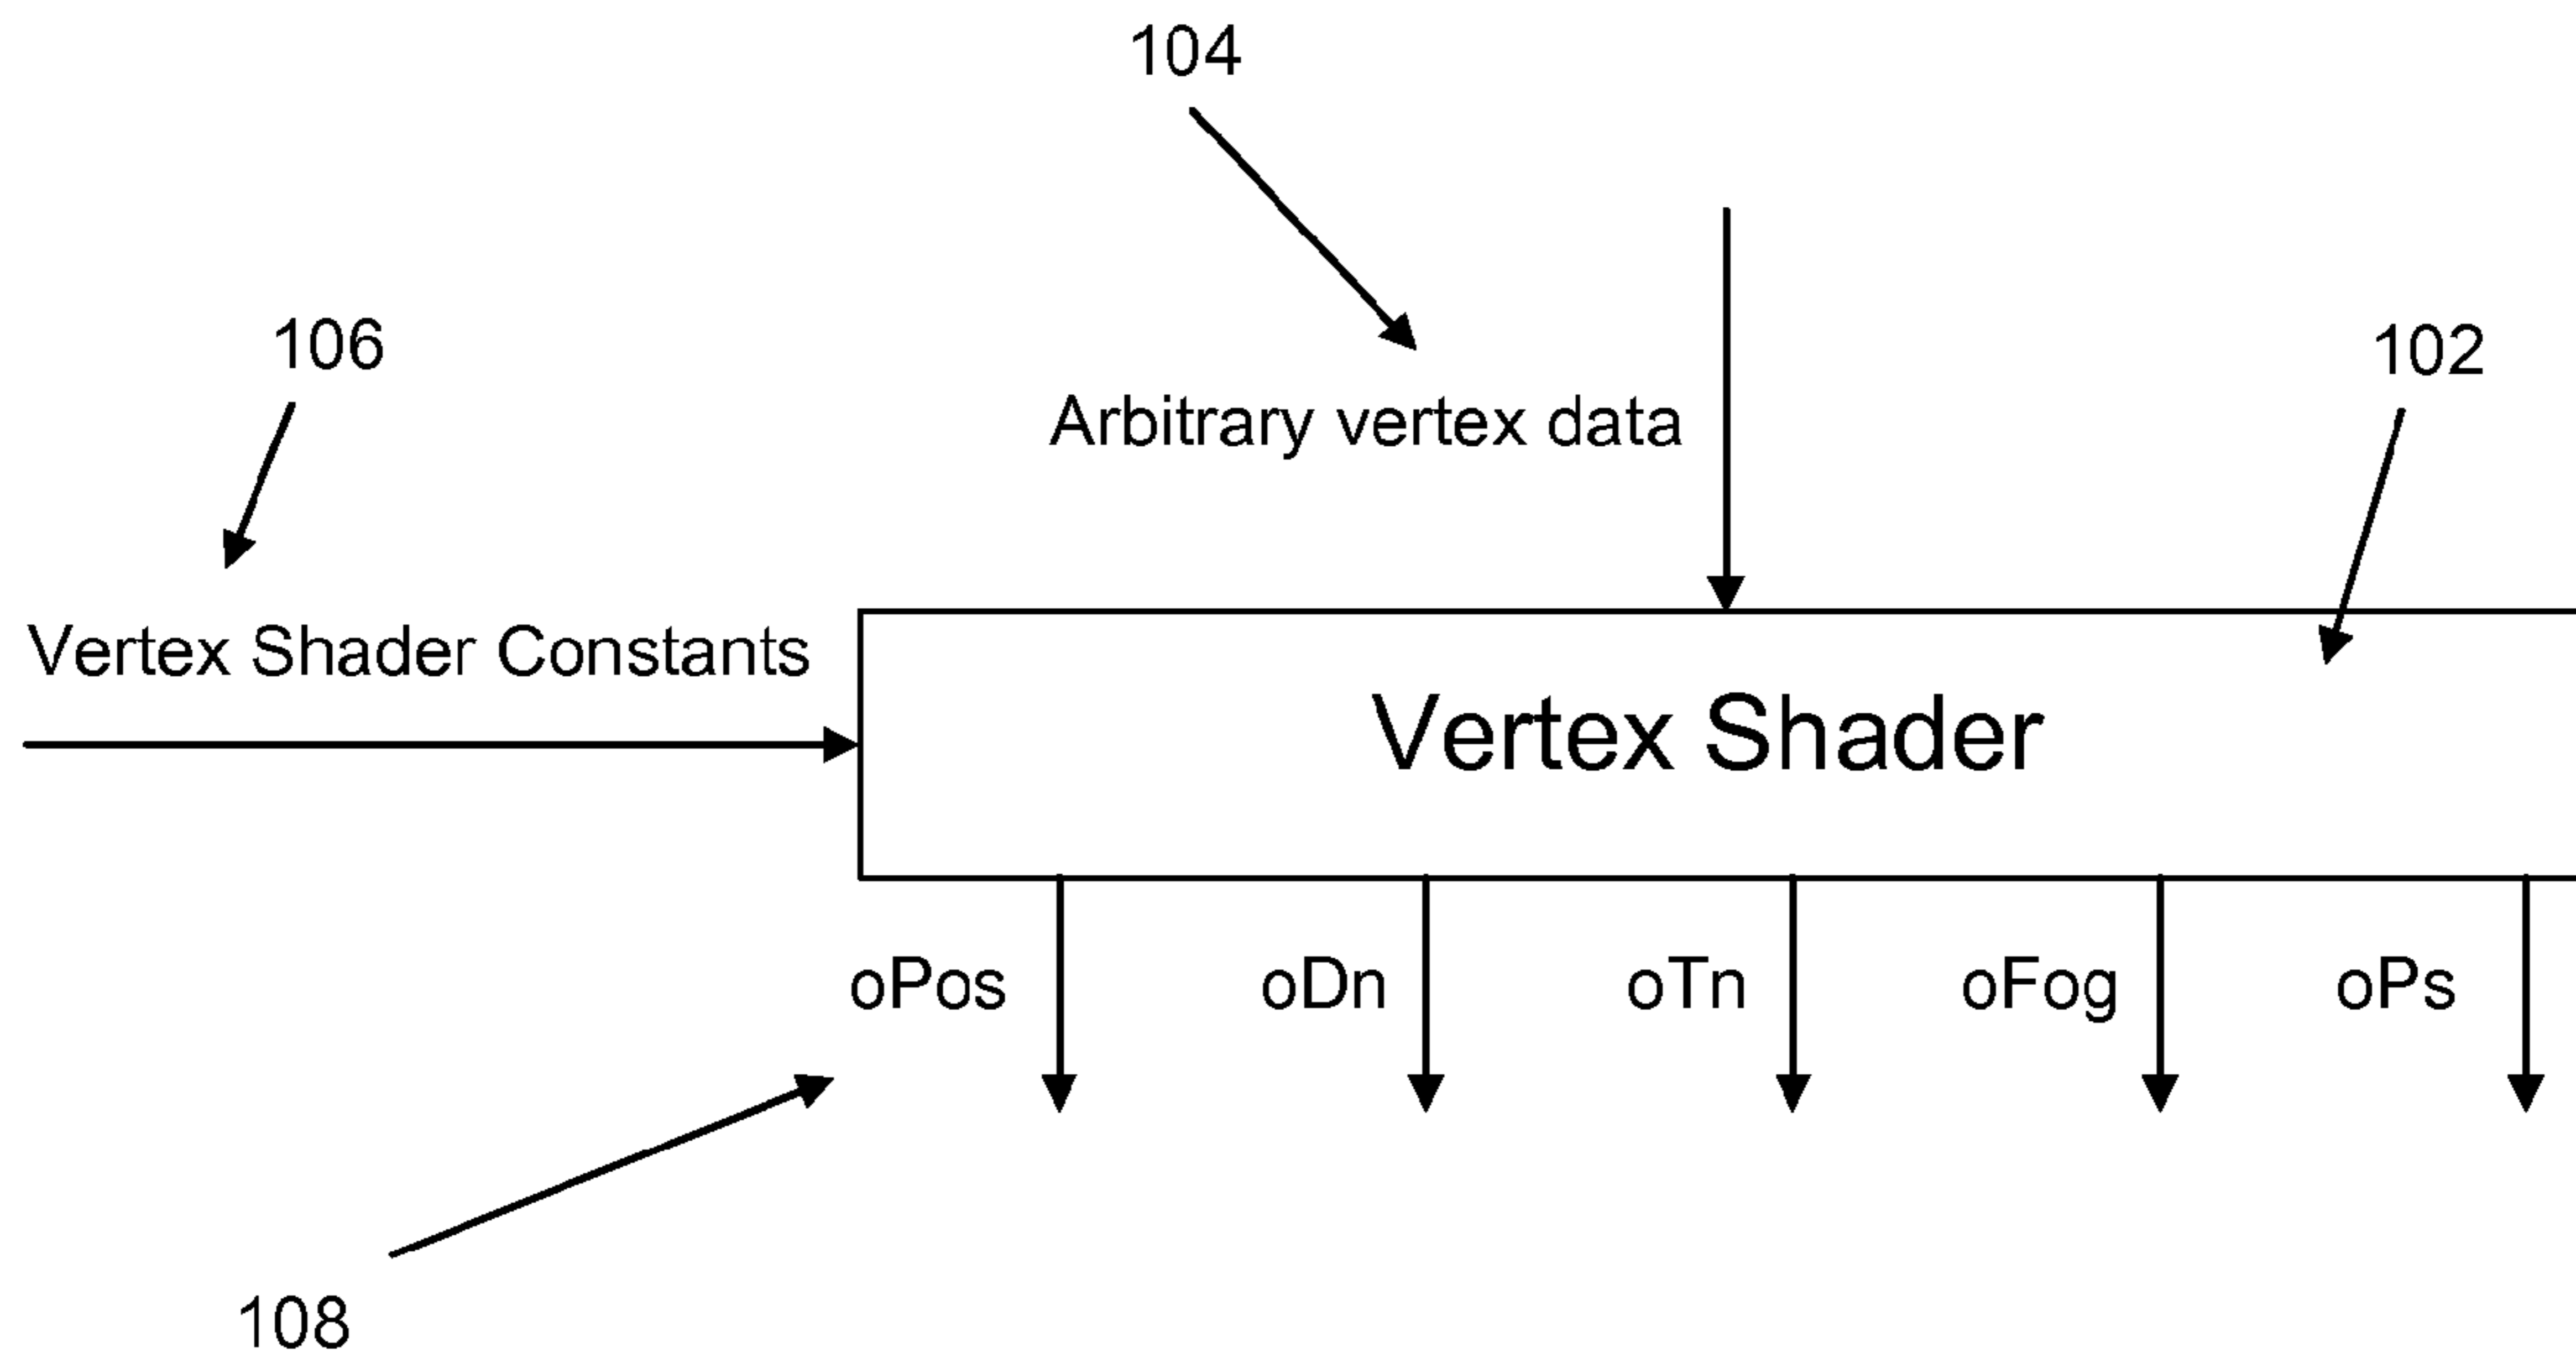 104
106
102
Arbitrary vertex data
Vertex Shader Constants
Vertex Shader
oPos
oDn
oTn
oFog
oPs
108